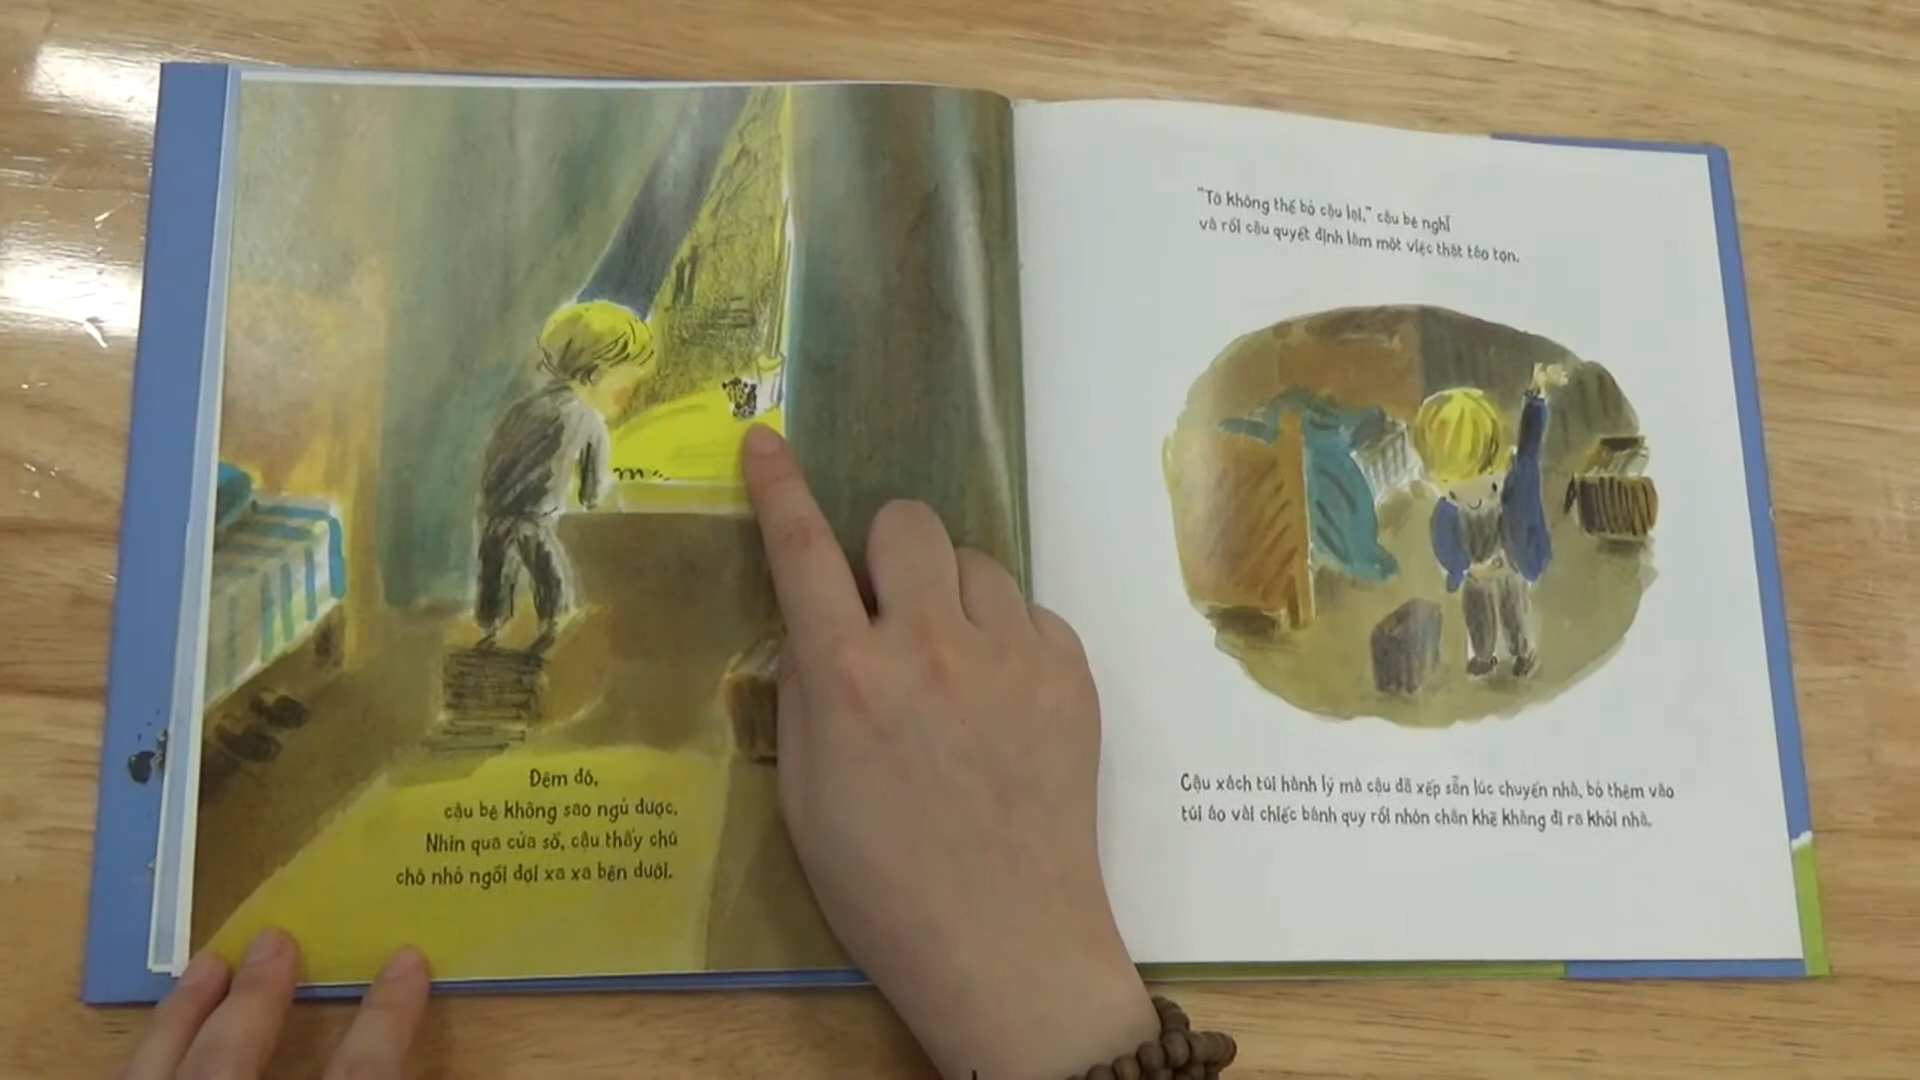 Đêm đó,
cậu bé không sao ngủ được.
Nhìn qua cửa sổ, cậu thấy chú
chó nhỏ ngồi đợi xa xa bên dưới.
"Tớ không thể bỏ cậu lại," cậu bé nghĩ
và rồi cậu quyết định làm một việc thật táo tợn.
Cậu xách túi hành lý mà cậu đã xếp sẵn lúc chuyển nhà, bỏ thêm vào
túi áo vài chiếc bánh quy rồi nhón chân khẽ khàng đi ra khỏi nhà.